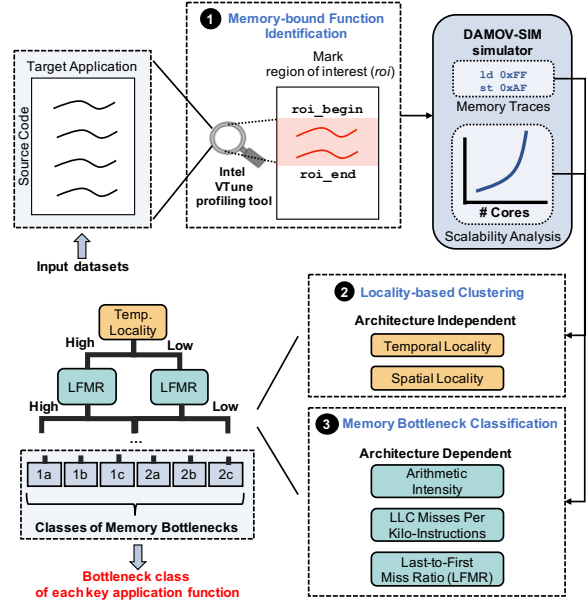 1 Memory-bound Function
Identification
Target Application
Source Code
Mark
region of interest (roi)
roi_begin
roi_end
Intel
VTune
profiling tool
Input datasets
DAMOV-SIM
simulator
ld 0xFF
st 0xAF
Memory Traces
# Cores
Scalability Analysis
2 Locality-based Clustering
Architecture Independent
Temporal Locality
Spatial Locality
3 Memory Bottleneck Classification
Architecture Dependent
Arithmetic
Intensity
LLC Misses Per
Kilo-Instructions
Last-to-First
Miss Ratio (LFMR)
Temp.
Locality
High
Low
LFMR
LFMR
High
Low
...
1a 1b 1c 2a 2b 2c
Classes of Memory Bottlenecks
Bottleneck class
of each key application function